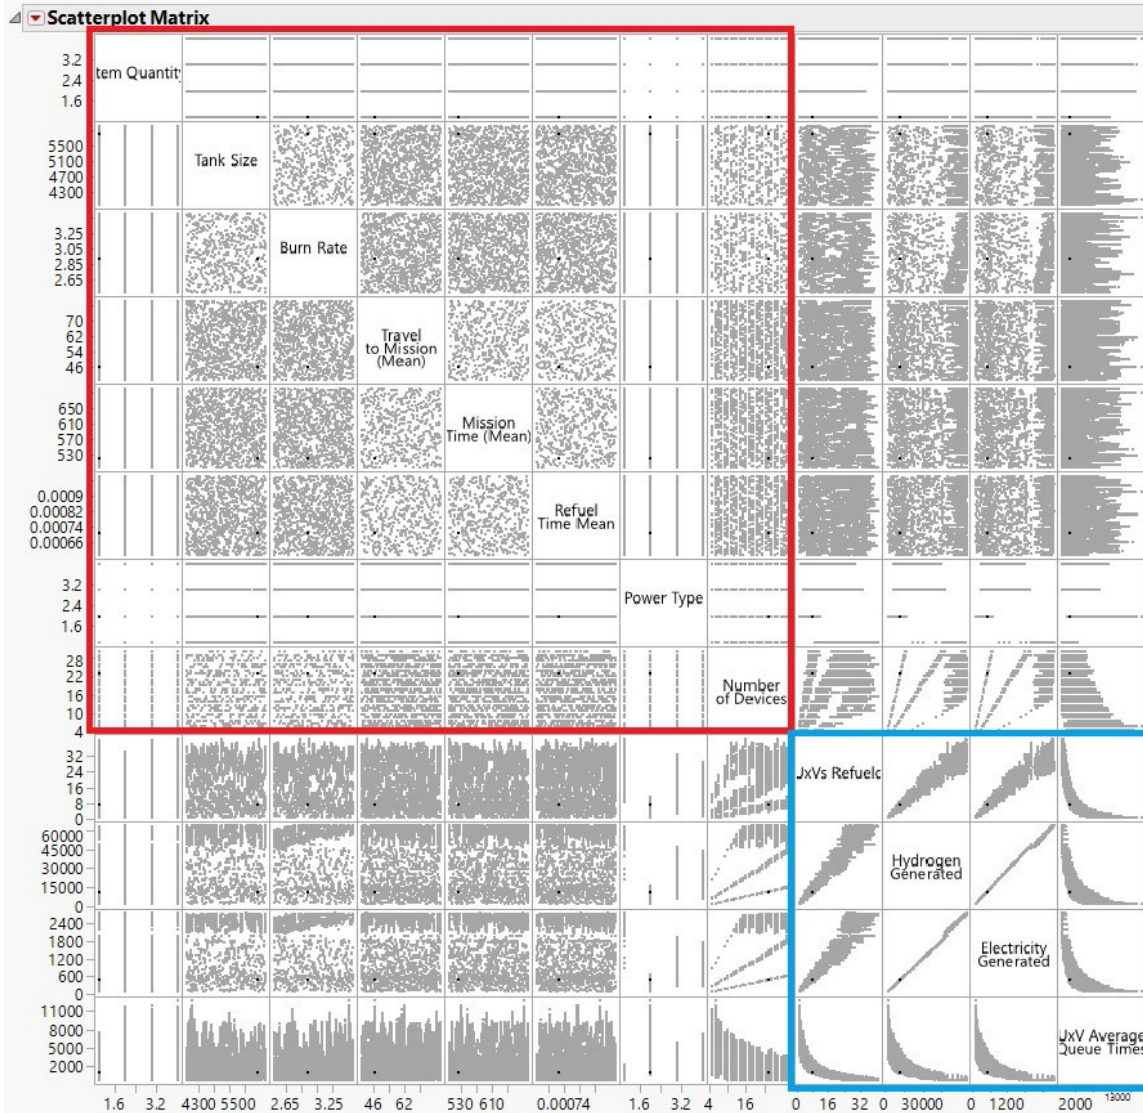 Scatterplot Matrix
3.2
2.4
1.6
tem Quantity
5500
5100
4700
4300
Tank Size
3.25
3.05
2.85
2.65
Burn Rate
70
62
54
46
Travel
to Mission
(Mean)
650
610
570
530
Mission
Time (Mean)
0.0009
0.00082
0.00074
0.00066
Refuel
Time Mean
3.2
2.4
1.6
Power Type
28
22
16
10
4
Number
of Devices
32
24
16
8
0
UxVs Refuelc
60000
45000
30000
15000
0
Hydrogen
Generated
2400
1800
1200
600
0
Electricity
Generated
11000
8000
5000
2000
UxV Average
Queue Times
1.6 3.2 4300 5500 2.65 3.25 46 62 530 610 0.00074 1.6 3.2 4 16 0 16 32 0 30000 0 1200 2000 13000